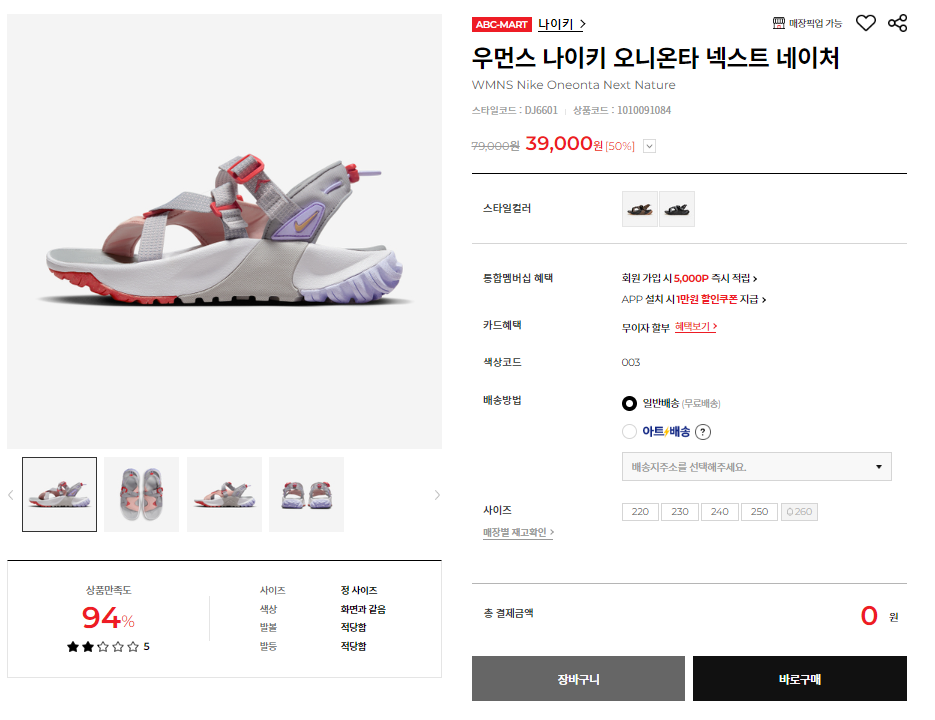 ABC-MART 나이키
매장픽업 가능
우먼스 나이키 오니온타 넥스트 네이처
WMNS Nike Oneonta Next Nature
스타일코드 : DJ6601 | 상품코드 : 1010091084
79,000원 39,000원 [50%]
스타일컬러
통합멤버십 혜택
회원 가입 시 5,000P 즉시 적립
APP 설치 시 1만원 할인쿠폰 지급
카드혜택
무이자 할부 혜택보기
색상코드
003
배송방법
일반배송 (무료배송)
아트배송 ?
배송지주소를 선택해주세요.
사이즈
220 230 240 250 260
매장별 재고확인
총 결제금액
0 원
장바구니
바로구매
상품만족도
94%
5
사이즈 정 사이즈
색상 화면과 같음
발볼 적당함
발등 적당함